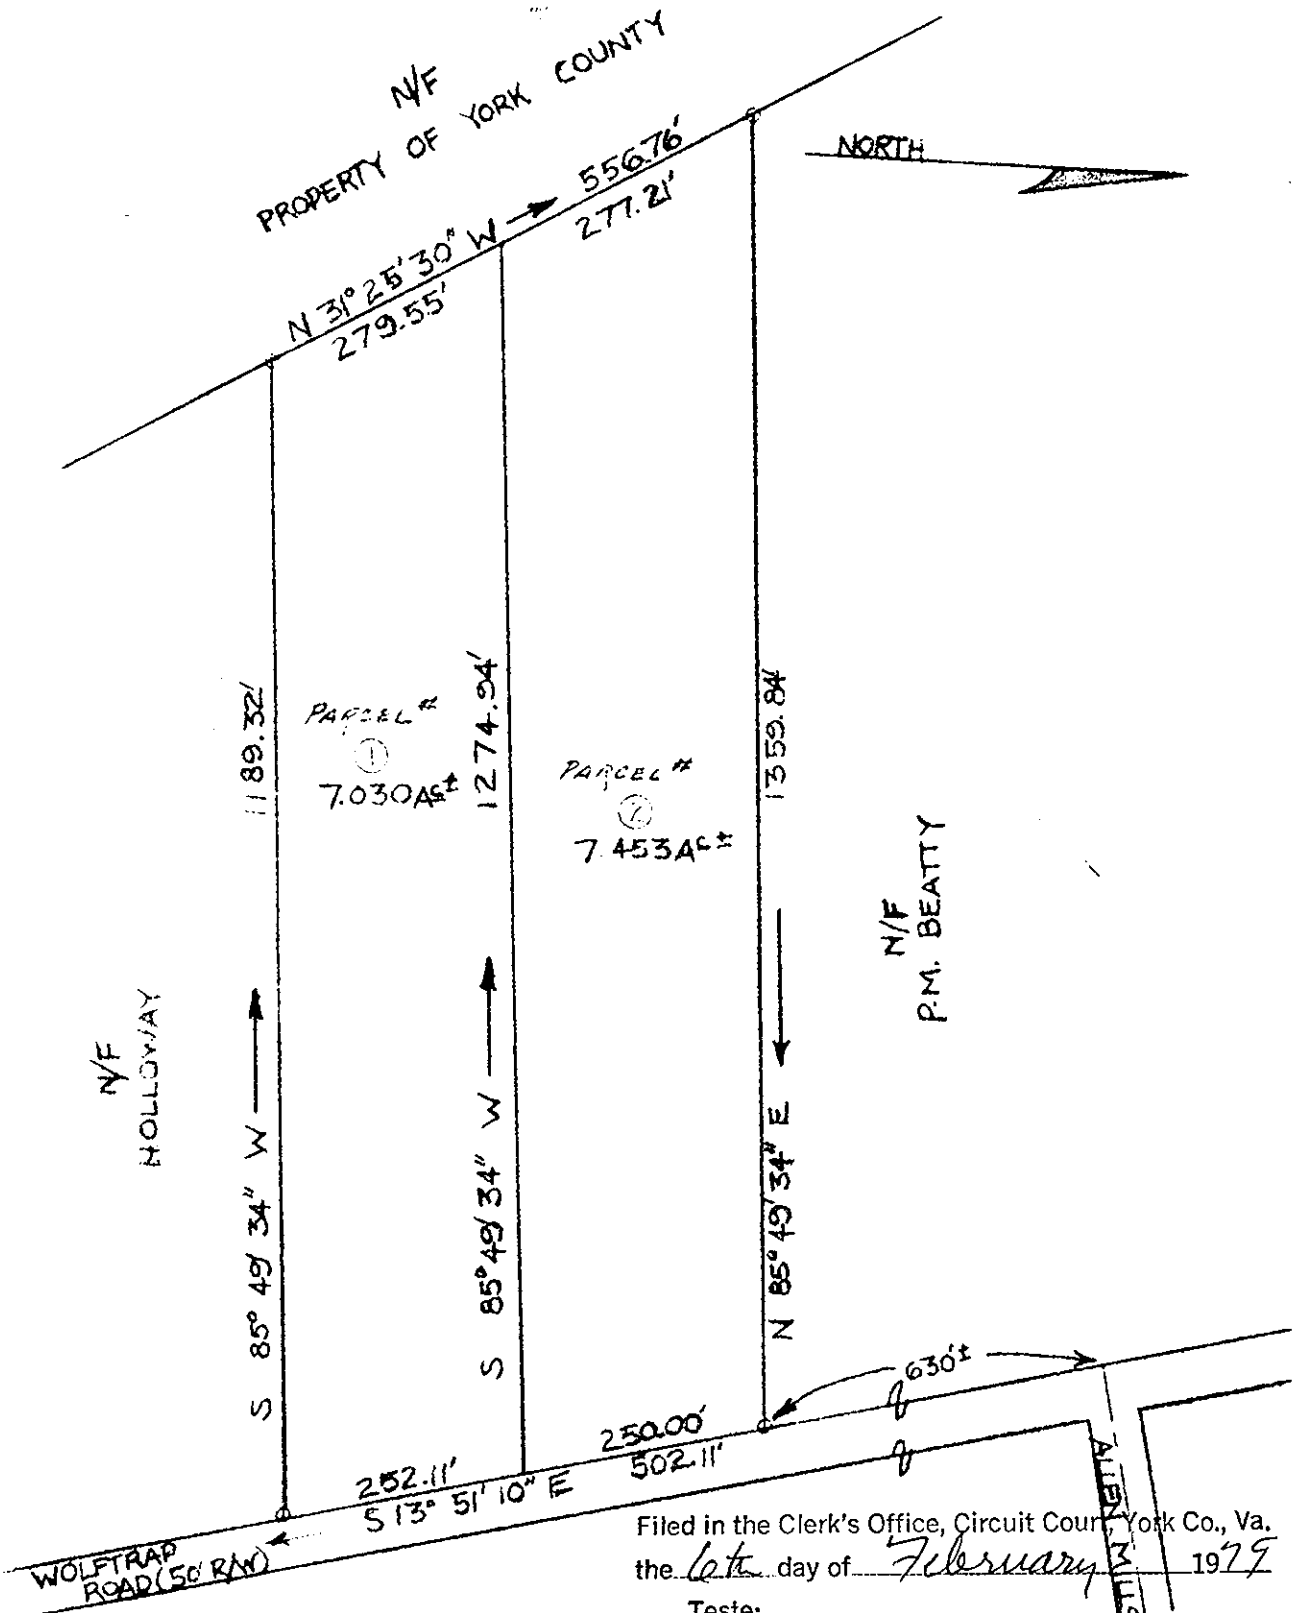 N/F
PROPERTY OF YORK COUNTY
NORTH
N 31° 25' 30" W
556.76'
279.55'
277.21'
1189.32'
S 85° 49' 34" W
PARCEL #
1
7.030 Ac±
1274.94'
S 85° 49' 34" W
PARCEL #
2
7.453 Ac±
1359.84'
N 85° 49' 34" E
N/F
P.M. BEATTY
N/F
HOLLOWAY
630'±
252.11'
250.00'
S 13° 51' 10" E
502.11'
WOLFTRAP
ROAD (50' R/W)
ALLEN MILLS
Filed in the Clerk's Office, Circuit Court, York Co., Va.
the 6th day of February 1979
Teste: